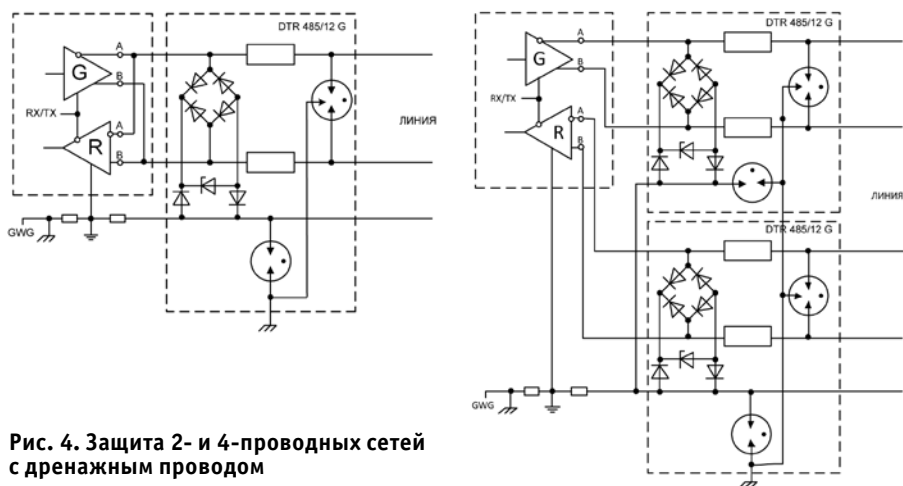 DTR 485/12 G
A
G
B
RX/TX
A
R
B
ЛИНИЯ
GWG
DTR 485/12 G
A
G
B
RX/TX
A
R
B
ЛИНИЯ
DTR 485/12 G
GWG
Рис. 4. Защита 2- и 4-проводных сетей
с дренажным проводом